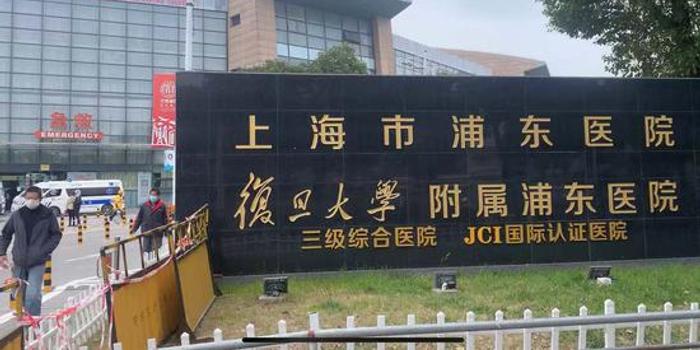 上海市浦东医院
復旦大學 附属浦东医院
三级综合医院 JCI国际认证医院
急救
EMERGENCY